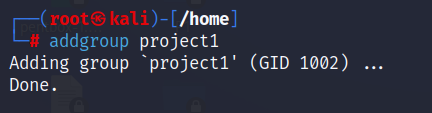 ┌──(root㉿kali)-[/home]
└─# addgroup project1
Adding group `project1' (GID 1002) ...
Done.